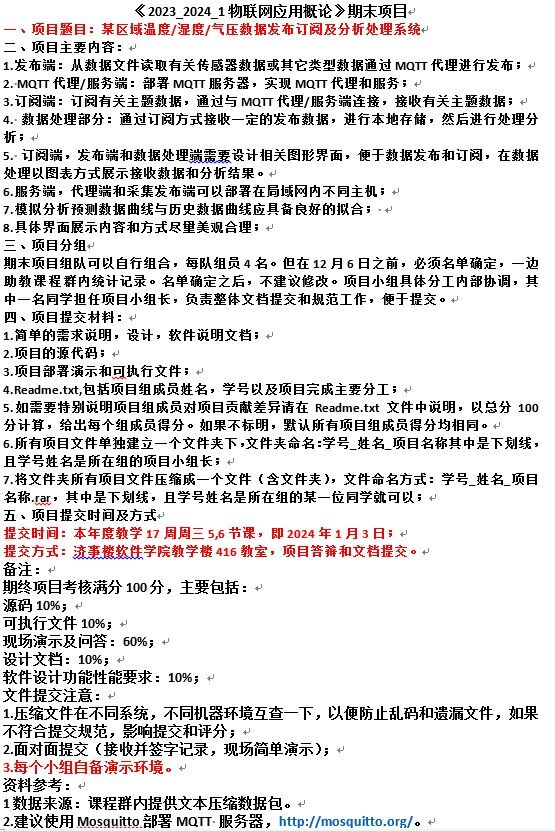 《2023_2024_1 物联网应用概论》期末项目
一、项目题目：某区域温度/湿度/气压数据发布订阅及分析处理系统
二、项目主要内容：
1.发布端：从数据文件读取有关传感器数据或其它类型数据通过 MQTT 代理进行发布；
2. MQTT 代理/服务端：部署 MQTT 服务器，实现 MQTT 代理和服务；
3.订阅端：订阅有关主题数据，通过与 MQTT 代理/服务端连接，接收有关主题数据；
4. 数据处理部分：通过订阅方式接收一定的发布数据，进行本地存储，然后进行处理分
析；
5. 订阅端，发布端和数据处理端需要设计相关图形界面，便于数据发布和订阅，在数据
处理以图表方式展示接收数据和分析结果。
6.服务端，代理端和采集发布端可以部署在局域网内不同主机；
7.模拟分析预测数据曲线与历史数据曲线应具备良好的拟合；
8.具体界面展示内容和方式尽量美观合理；
三、项目分组
期末项目组队可以自行组合，每队组员 4 名。但在 12 月 6 日之前，必须名单确定，一边
助教课程群内统计记录。名单确定之后，不建议修改。项目小组具体分工内部协调，其
中一名同学担任项目小组长，负责整体文档提交和规范工作，便于提交。
四、项目提交材料：
1.简单的需求说明，设计，软件说明文档；
2.项目的源代码；
3.项目部署演示和可执行文件；
4.Readme.txt,包括项目组成员姓名，学号以及项目完成主要分工；
5.如需要特别说明项目组成员对项目贡献差异请在 Readme.txt 文件中说明，以总分 100
分计算，给出每个组成员得分。如果不标明，默认所有项目组成员得分均相同。
6.所有项目文件单独建立一个文件夹下，文件夹命名:学号_姓名_项目名称其中是下划线，
且学号姓名是所在组的项目小组长；
7.将文件夹所有项目文件压缩成一个文件（含文件夹），文件命名方式：学号_姓名_项目
名称.rar，其中是下划线，且学号姓名是所在组的某一位同学就可以；
五、项目提交时间及方式
提交时间：本年度教学 17 周周三 5,6 节课，即 2024 年 1 月 3 日；
提交方式：济事楼软件学院教学楼 416 教室，项目答辩和文档提交。
备注：
期终项目考核满分 100 分，主要包括：
源码 10%；
可执行文件 10%；
现场演示及问答：60%；
设计文档：10%；
软件设计功能性能要求：10%；
文件提交注意：
1.压缩文件在不同系统，不同机器环境互查一下，以便防止乱码和遗漏文件，如果
不符合提交规范，影响提交和评分；
2.面对面提交（接收并签字记录，现场简单演示）；
3.每个小组自备演示环境。
资料参考：
1 数据来源：课程群内提供文本压缩数据包。
2.建议使用 Mosquitto 部署 MQTT 服务器，http://mosquitto.org/。